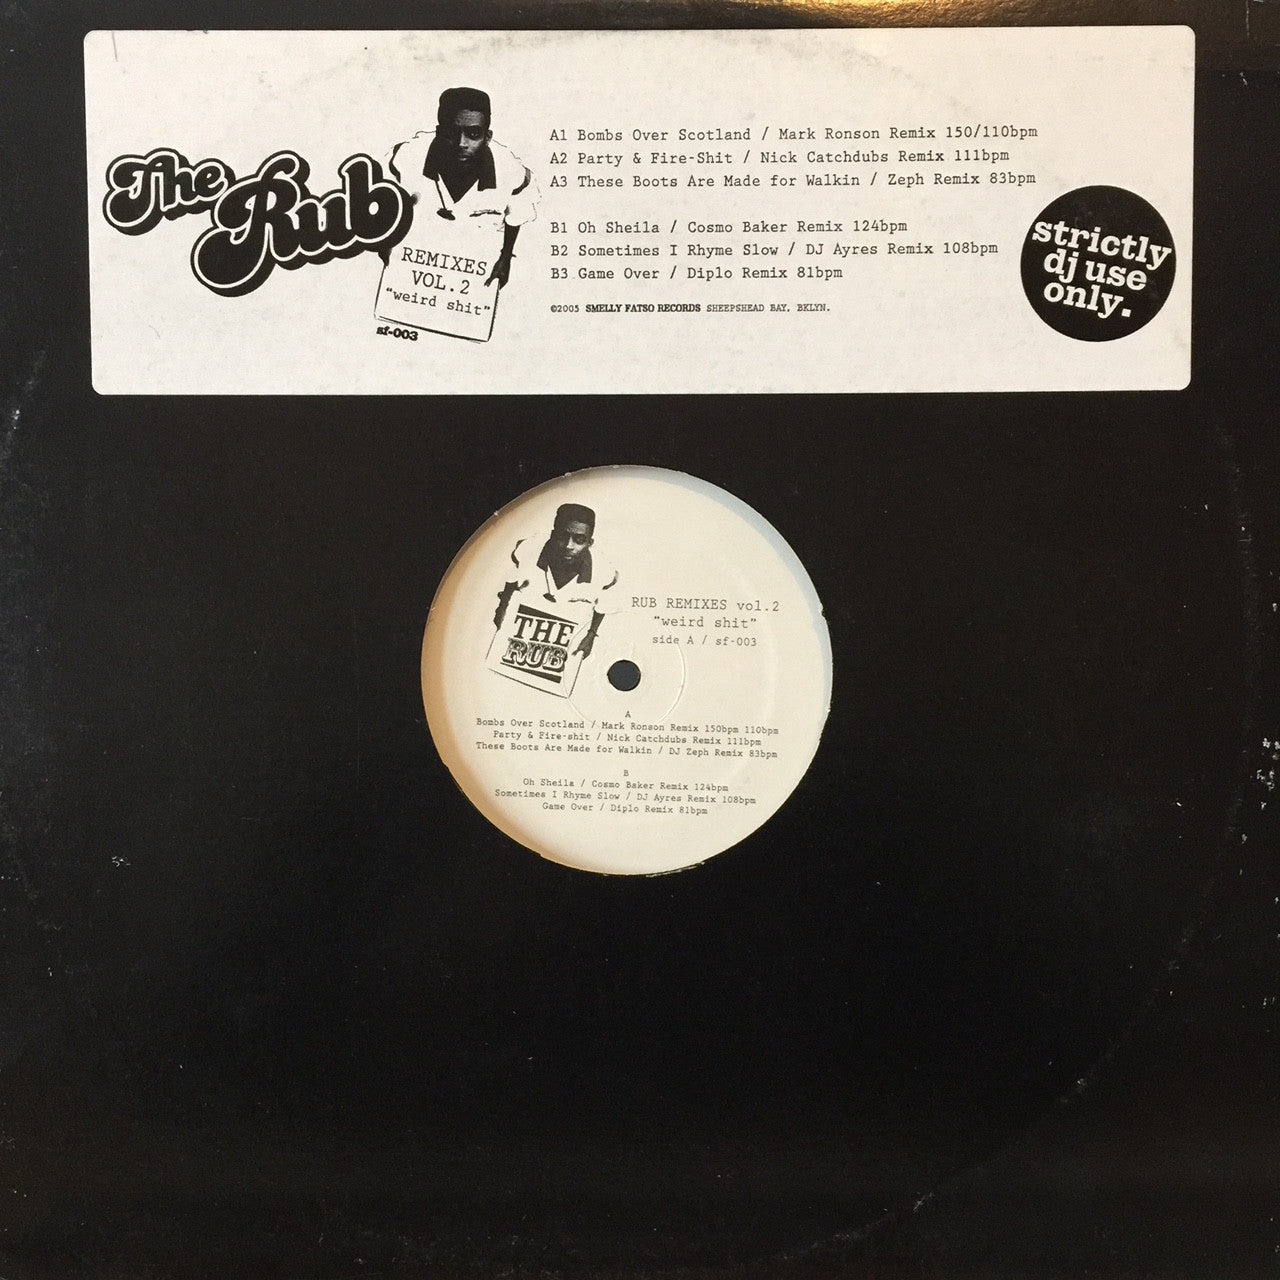 The Rub
REMIXES
VOL.2
"weird shit"
sf-003
A1 Bombs Over Scotland / Mark Ronson Remix 150/110bpm
A2 Party & Fire-Shit / Nick Catchdubs Remix 111bpm
A3 These Boots Are Made for Walkin / Zeph Remix 83bpm
B1 Oh Sheila / Cosmo Baker Remix 124bpm
B2 Sometimes I Rhyme Slow / DJ Ayres Remix 108bpm
B3 Game Over / Diplo Remix 81bpm
©2005 SMELLY FATSO RECORDS SHEEPSHEAD BAY, BKLYN.
strictly
dj use
only.
THE
RUB
RUB REMIXES vol.2
"weird shit"
side A / sf-003
A
Bombs Over Scotland / Mark Ronson Remix 150bpm 110bpm
Party & Fire-shit / Nick Catchdubs Remix 111bpm
These Boots Are Made for Walkin / DJ Zeph Remix 83bpm
B
Oh Sheila / Cosmo Baker Remix 124bpm
Sometimes I Rhyme Slow / DJ Ayres Remix 108bpm
Game Over / Diplo Remix 81bpm